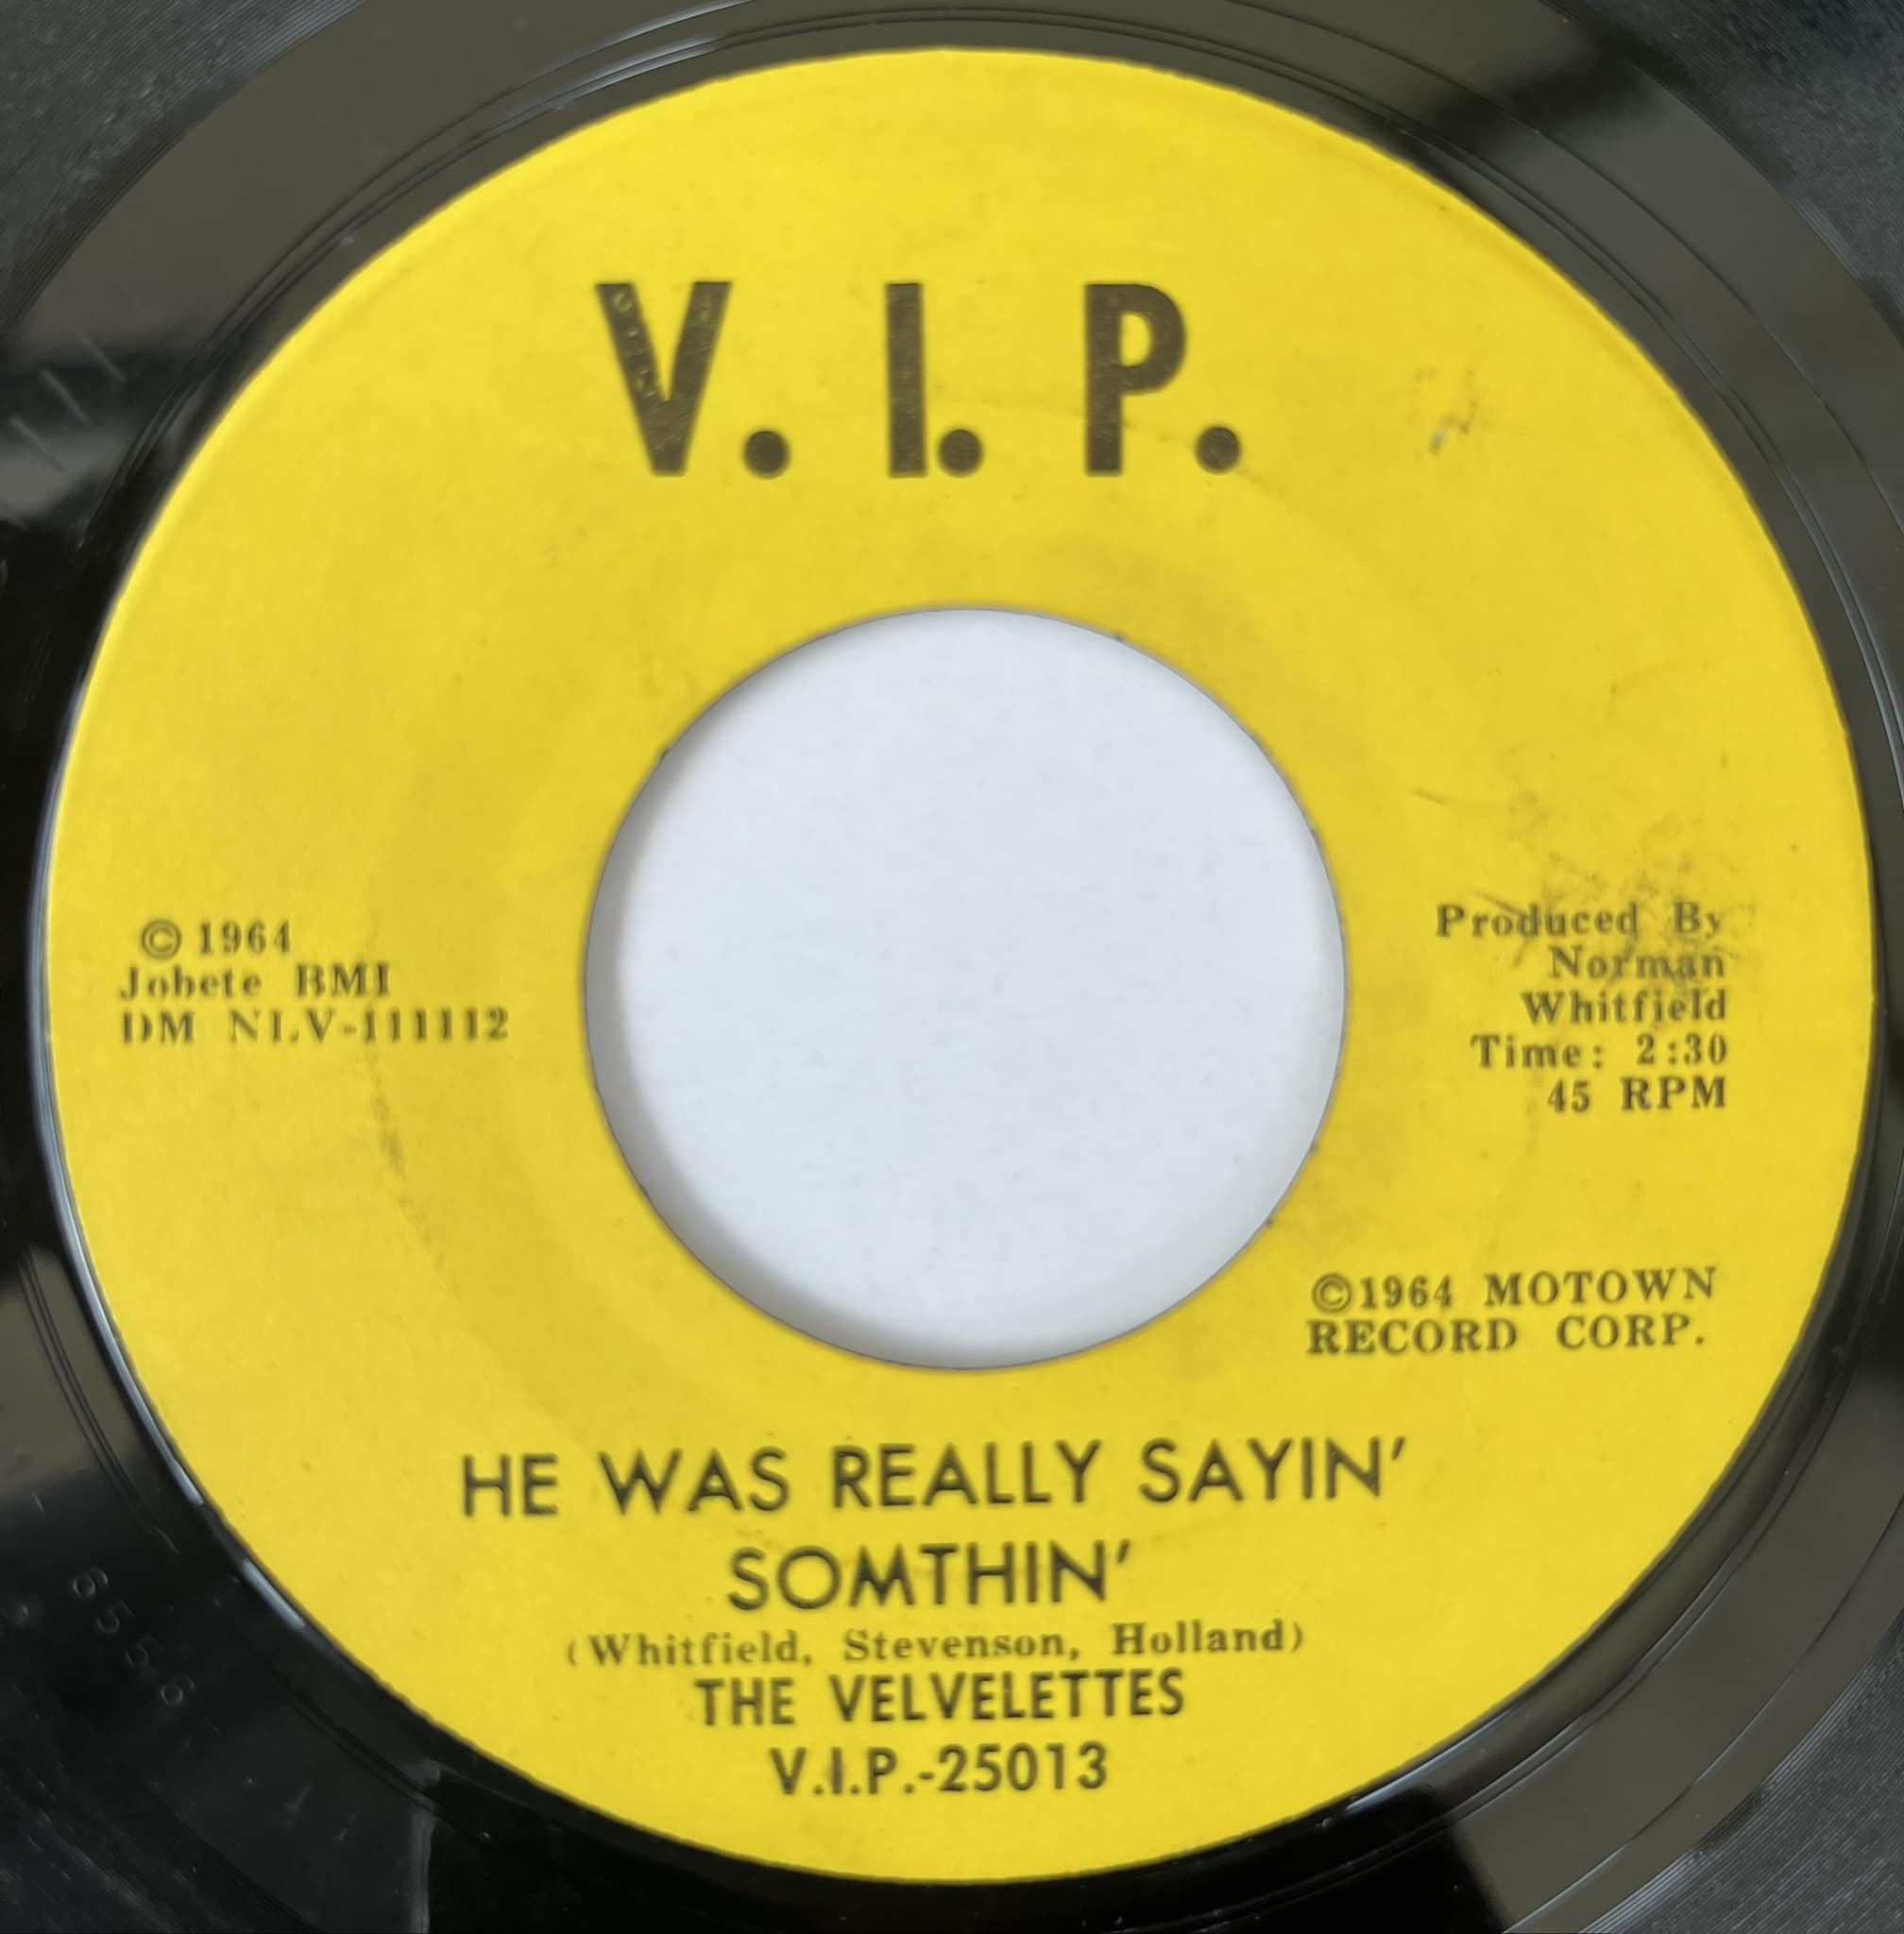 V. I. P.
© 1964
Jobete BMI
DM NLV-111112
Produced By
Norman
Whitfield
Time: 2:30
45 RPM
©1964 MOTOWN
RECORD CORP.
HE WAS REALLY SAYIN'
SOMTHIN'
(Whitfield, Stevenson, Holland)
THE VELVELETTES
V.I.P.-25013